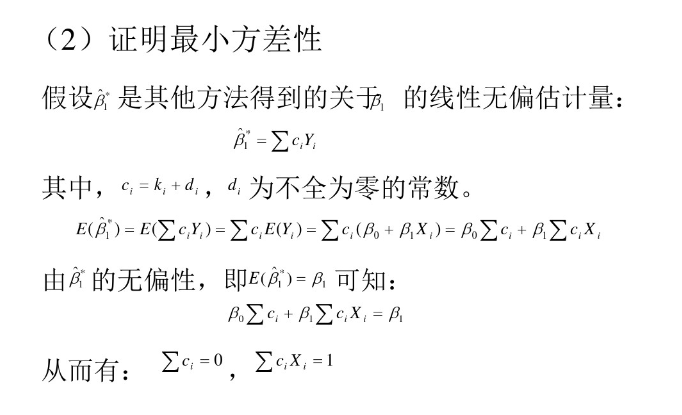 （2）证明最小方差性
假设β̂₁* 是其他方法得到的关于β₁ 的线性无偏估计量：
β̂₁* = ∑cᵢYᵢ
其中，cᵢ = kᵢ + dᵢ，dᵢ 为不全为零的常数。
E(β̂₁*) = E(∑cᵢYᵢ) = ∑cᵢE(Yᵢ) = ∑cᵢ(β₀ + β₁Xᵢ) = β₀∑cᵢ + β₁∑cᵢXᵢ
由β̂₁* 的无偏性，即E(β̂₁*) = β₁ 可知：
β₀∑cᵢ + β₁∑cᵢXᵢ = β₁
从而有： ∑cᵢ = 0 ， ∑cᵢXᵢ = 1